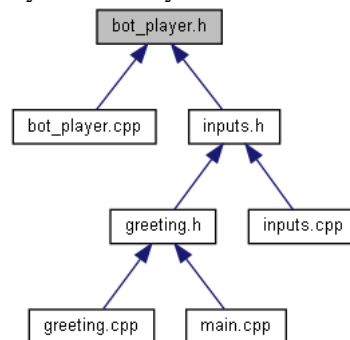 bot_player.h
bot_player.cpp
inputs.h
greeting.h
inputs.cpp
greeting.cpp
main.cpp